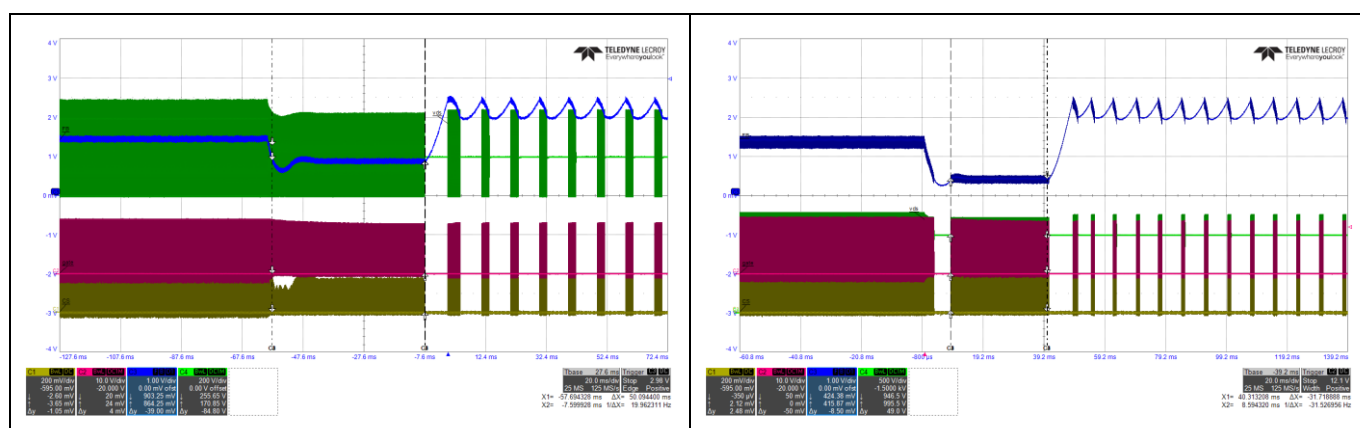 4 V
TELEDYNE LECROY
Everywhereyoulook
3 V
2 V
1 V
0 mV
-1 V
-2 V
-3 V
-4 V
-127.6 ms -107.6 ms -87.6 ms -67.6 ms -47.6 ms -27.6 ms -7.6 ms 12.4 ms 32.4 ms 52.4 ms 72.4 ms
C1 C2 C4
200 mV/div 10.0 V/div 1.00 V/div 200 V/div
-595.00 mV -20.000 V 0.00 mV ofst 0.00 V offset
-2.60 mV 20 mV 903.25 mV 255.65 V
-3.65 mV 24 mV 864.25 mV 170.85 V
Δy -1.05 mV Δy 4 mV Δy -39.00 mV Δy -84.80 V
Tbase 27.6 ms Trigger
20.0 ms/div Stop 2.98 V
25 MS 125 MS/s Edge Positive
X1= -57.694328 ms ΔX= 50.094400 ms
X2= -7.599928 ms 1/ΔX= 19.962311 Hz
4 V
TELEDYNE LECROY
Everywhereyoulook
3 V
2 V
1 V
0 mV
-1 V
-2 V
-3 V
-4 V
-60.8 ms -40.8 ms -20.8 ms -800 µs 19.2 ms 39.2 ms 59.2 ms 79.2 ms 99.2 ms 119.2 ms 139.2 ms
C1 C2 C4
200 mV/div 10.0 V/div 1.00 V/div 500 V/div
-595.00 mV -20.000 V 0.00 mV ofst -1.5000 kV
-350 µV 50 mV 424.38 mV 946.5 V
2.12 mV 0 mV 415.87 mV 995.5 V
Δy 2.48 mV Δy -50 mV Δy -8.50 mV Δy 49.0 V
Tbase -39.2 ms Trigger
20.0 ms/div Stop 12.1 V
25 MS 125 MS/s Width Positive
X1= 40.313208 ms ΔX= -31.718888 ms
X2= 8.594320 ms 1/ΔX= -31.526956 Hz